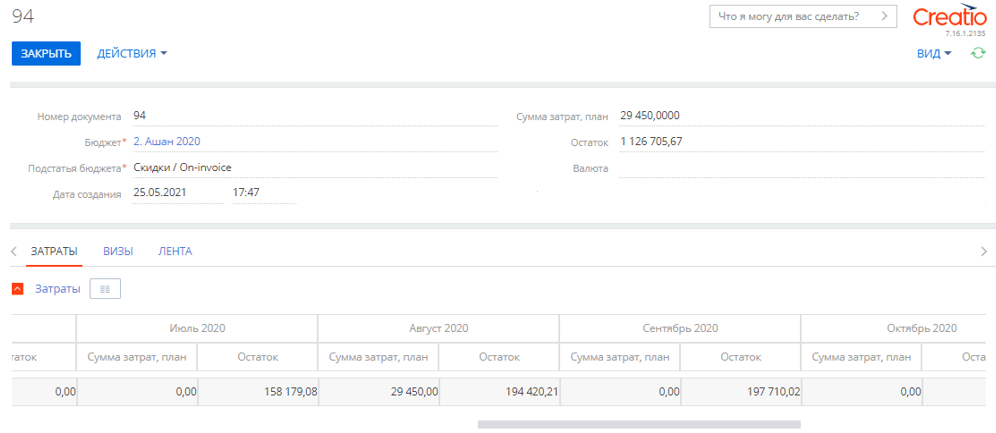 94
Что я могу для вас сделать?
Creatio
7.16.1.2135
ЗАКРЫТЬ ДЕЙСТВИЯ ВИД
Номер документа 94 Сумма затрат, план 29 450,0000
Бюджет* 2. Ашан 2020 Остаток 1 126 705,67
Подстатья бюджета* Скидки / On-invoice Валюта
Дата создания 25.05.2021 17:47
ЗАТРАТЫ ВИЗЫ ЛЕНТА
Затраты
Июль 2020 Август 2020 Сентябрь 2020 Октябрь 2020
таток Сумма затрат, план Остаток Сумма затрат, план Остаток Сумма затрат, план Остаток Сумма затрат, план Оста
0,00 0,00 158 179,08 29 450,00 194 420,21 0,00 197 710,02 0,00